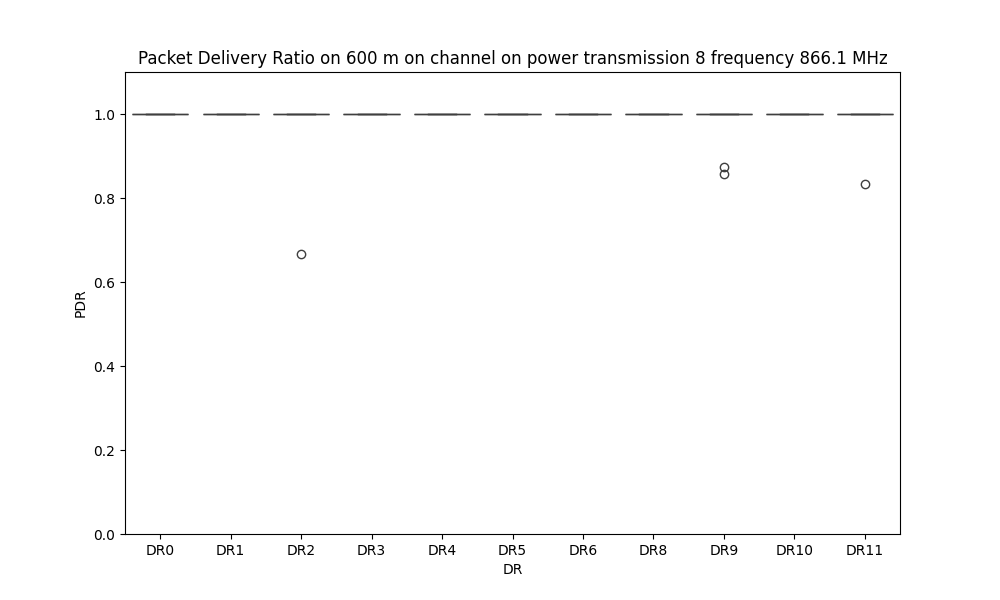 Packet Delivery Ratio on 600 m on channel on power transmission 8 frequency 866.1 MHz
1.0
0.8
0.6
0.4
0.2
0.0
PDR
DR0 DR1 DR2 DR3 DR4 DR5 DR6 DR8 DR9 DR10 DR11
DR